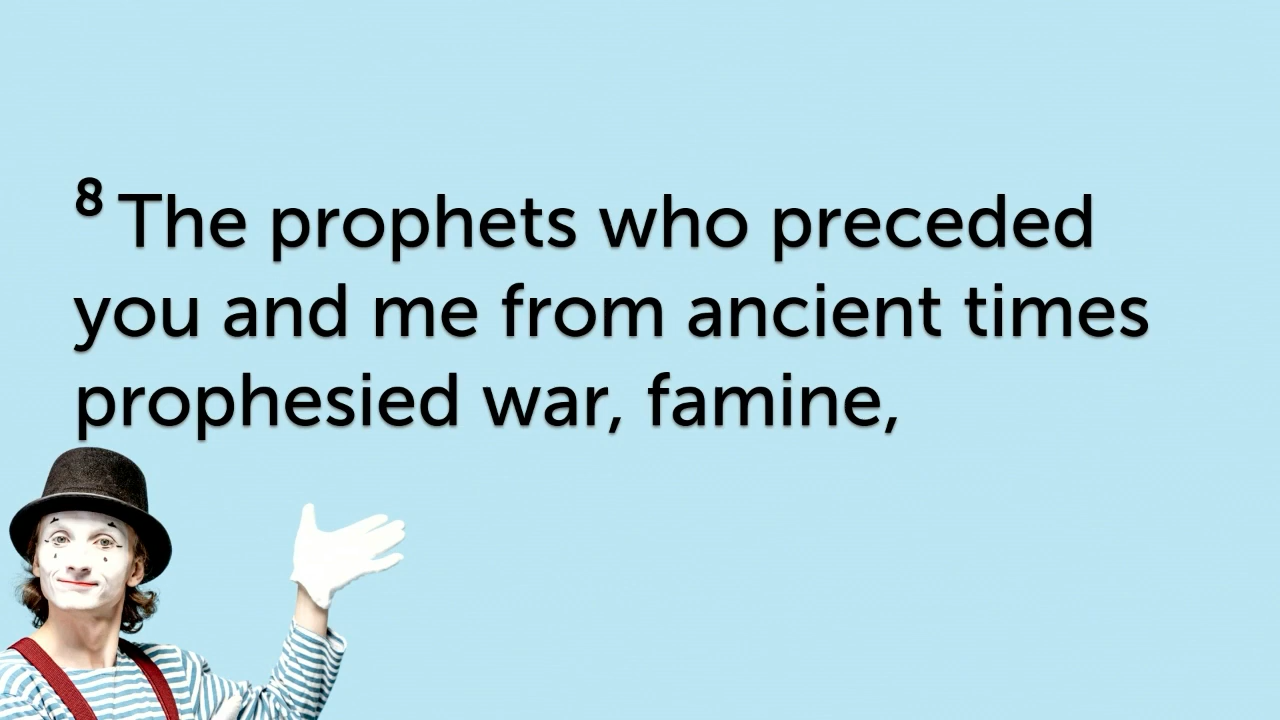 8 The prophets who preceded
you and me from ancient times
prophesied war, famine,